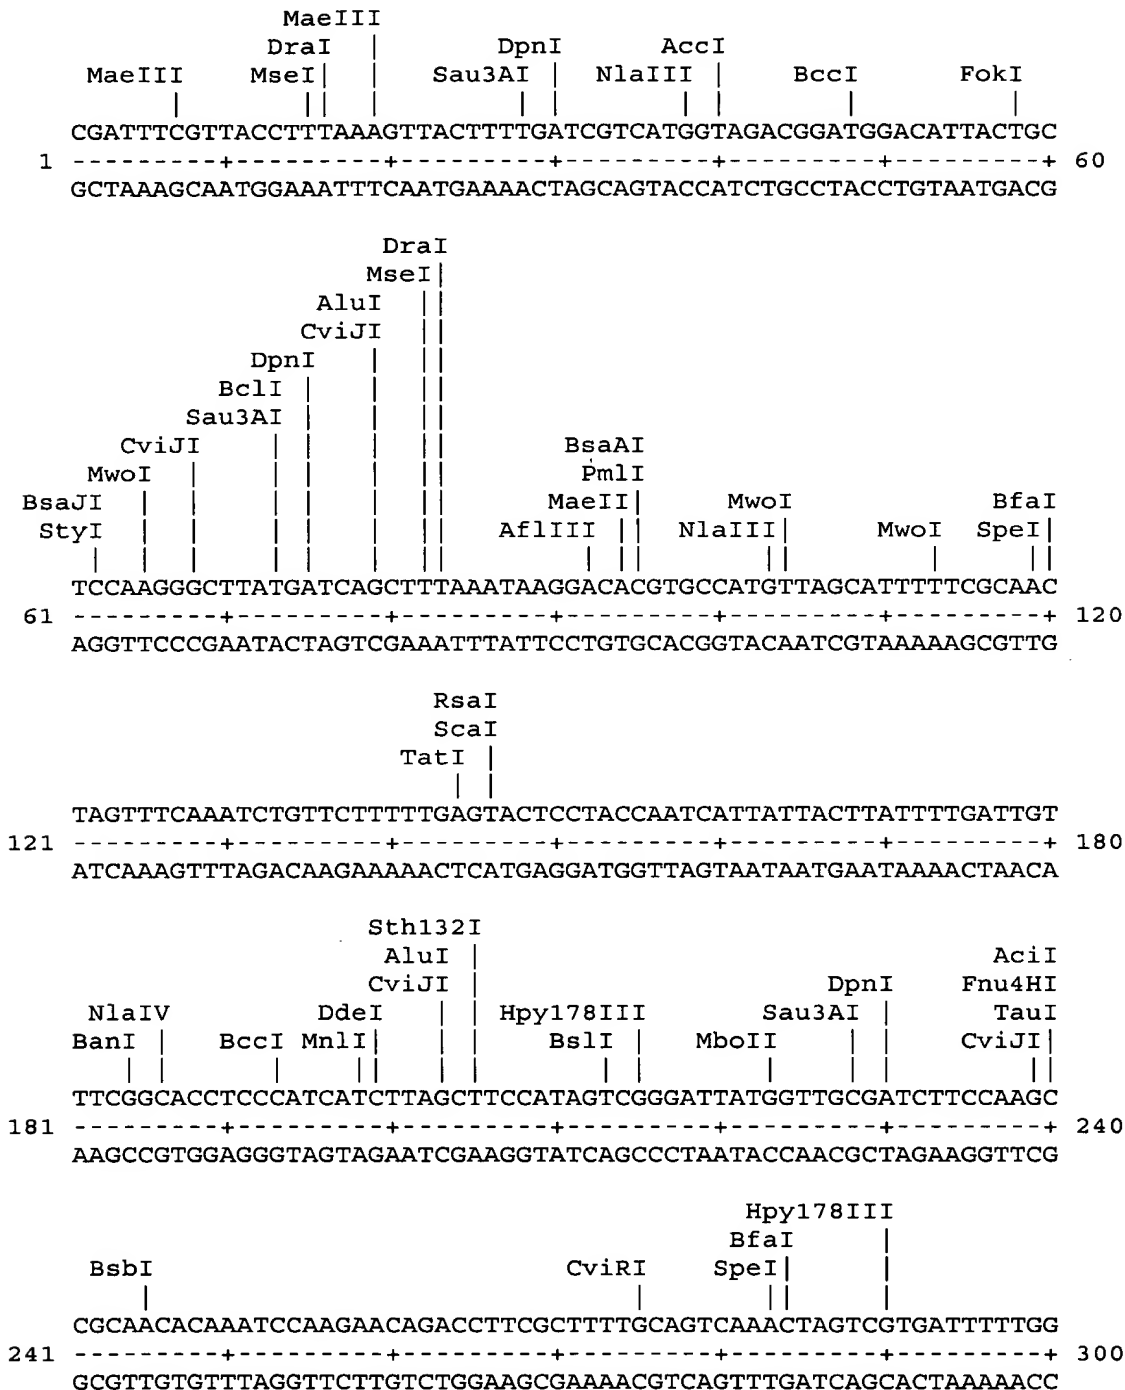 MaeIII
DraI
DpnI AccI
MaeIII MseI Sau3AI NlaIII BccI FokI
CGATTTCGTTACCTTTAAAGTTACTTTTGATCGTCATGGTAGACGGATGGACATTACTGC
1 ---------+---------+---------+---------+---------+---------+ 60
GCTAAAGCAATGGAAATTTCAATGAAAACTAGCAGTACCATCTGCCTACCTGTAATGACG
DraI
MseI
AluI
CviJI
DpnI
BclI
Sau3AI
CviJI BsaAI
MwoI PmlI
BsaJI MaeII MwoI BfaI
StyI AflIII NlaIII MwoI SpeI
TCCAAGGGCTTATGATCAGCTTTAAATAAGGACACGTGCCATGTTAGCATTTTTCGCAAC
61 ---------+---------+---------+---------+---------+---------+ 120
AGGTTCCCGAATACTAGTCGAAATTTATTCCTGTGCACGGTACAATCGTAAAAAGCGTTG
RsaI
ScaI
TatI
TAGTTTCAAATCTGTTCTTTTTGAGTACTCCTACCAATCATTATTACTTATTTTGATTGT
121 ---------+---------+---------+---------+---------+---------+ 180
ATCAAAGTTTAGACAAGAAAAACTCATGAGGATGGTTAGTAATAATGAATAAAACTAACA
Sth132I
AluI AciI
CviJI DpnI Fnu4HI
NlaIV DdeI Hpy178III Sau3AI TauI
BanI BccI MnlI BslI MboII CviJI
TTCGGCACCTCCCATCATCTTAGCTTCCATAGTCGGGATTATGGTTGCGATCTTCCAAGC
181 ---------+---------+---------+---------+---------+---------+ 240
AAGCCGTGGAGGGTAGTAGAATCGAAGGTATCAGCCCTAATACCAACGCTAGAAGGTTCG
Hpy178III
BfaI
BsbI CviRI SpeI
CGCAACACAAATCCAAGAACAGACCTTCGCTTTTGCAGTCAAACTAGTCGTGATTTTTGG
241 ---------+---------+---------+---------+---------+---------+ 300
GCGTTGTGTTTAGGTTCTTGTCTGGAAGCGAAAACGTCAGTTTGATCAGCACTAAAAACC